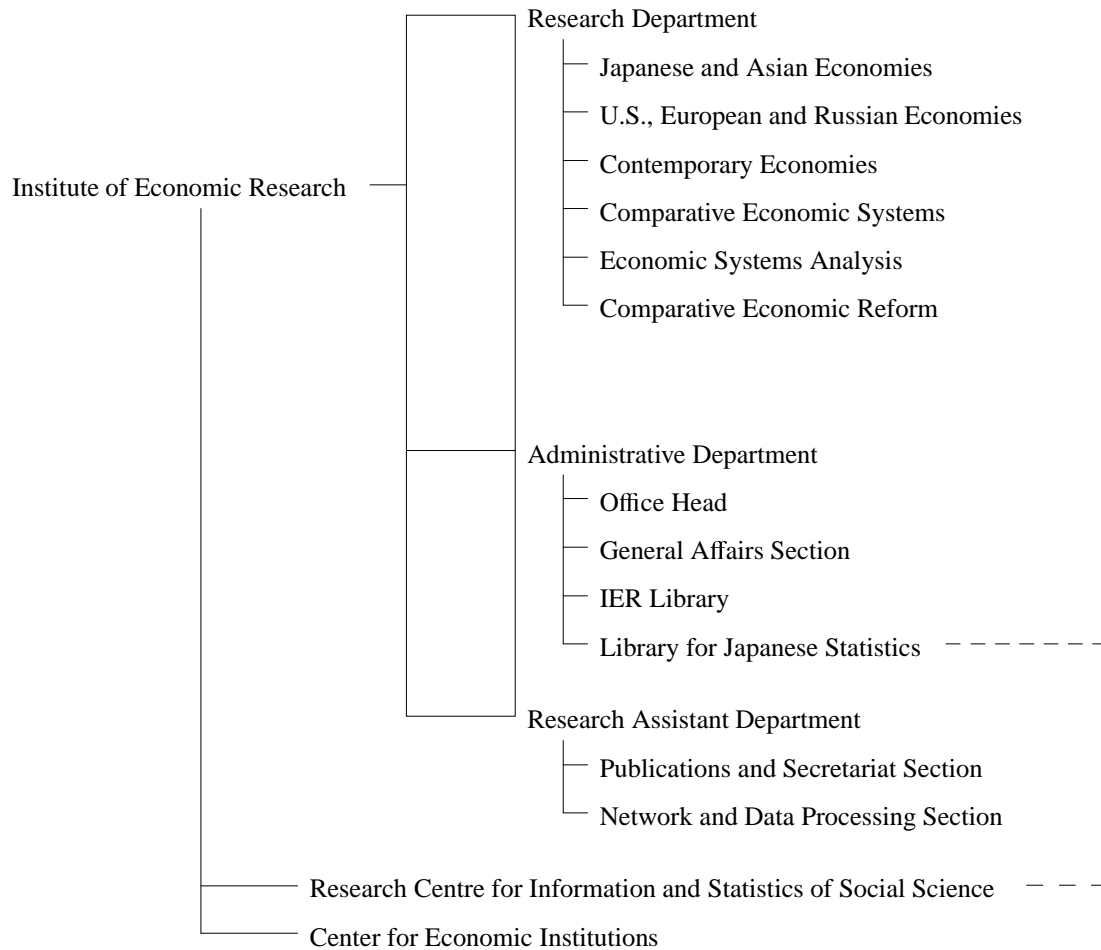 Research Department
Japanese and Asian Economies
U.S., European and Russian Economies
Contemporary Economies
Institute of Economic Research
Comparative Economic Systems
Economic Systems Analysis
Comparative Economic Reform
Administrative Department
Office Head
General Affairs Section
IER Library
Library for Japanese Statistics
Research Assistant Department
Publications and Secretariat Section
Network and Data Processing Section
Research Centre for Information and Statistics of Social Science
Center for Economic Institutions